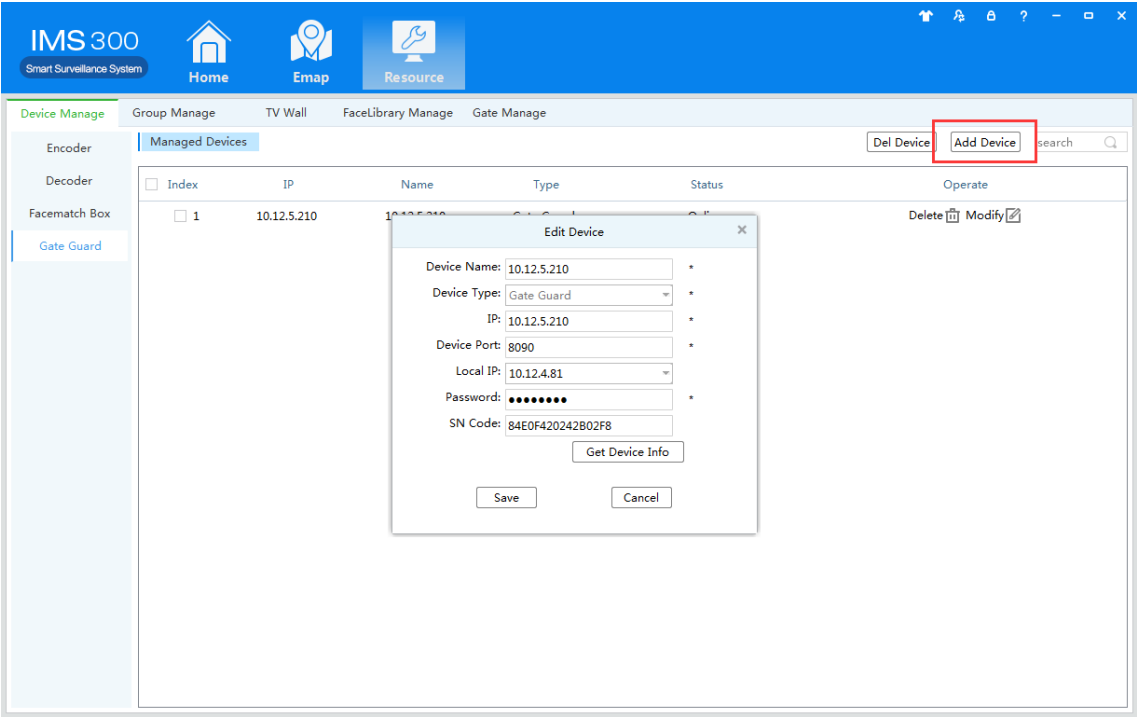 IMS 300
Smart Surveillance System
Home
Emap
Resource
?
Device Manage
Group Manage
TV Wall
FaceLibrary Manage
Gate Manage
Encoder
Decoder
Facematch Box
Gate Guard
Managed Devices
Del Device
Add Device
search
Index IP Name Type Status Operate
1 10.12.5.210 Delete Modify
Edit Device
Device Name: 10.12.5.210 *
Device Type: Gate Guard *
IP: 10.12.5.210 *
Device Port: 8090 *
Local IP: 10.12.4.81
Password: ●●●●●●●● *
SN Code: 84E0F420242B02F8
Get Device Info
Save
Cancel